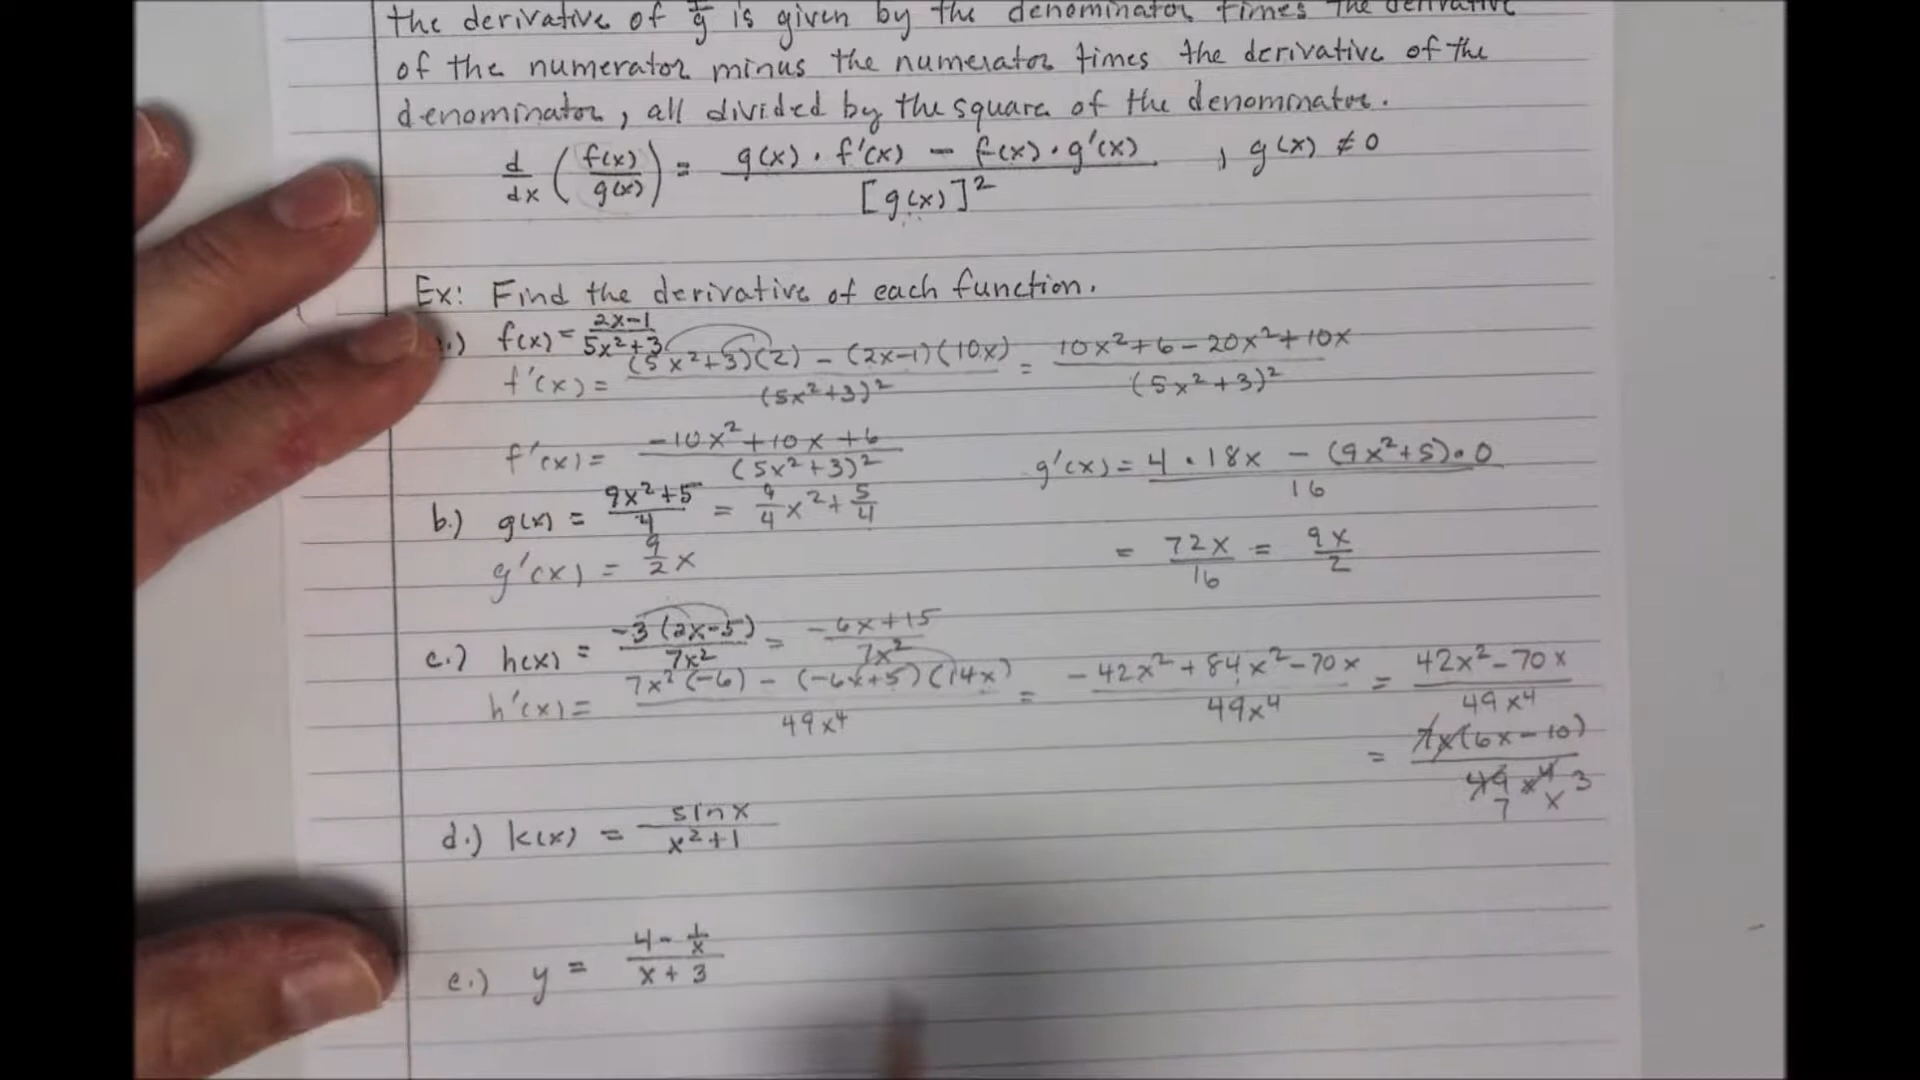 the derivative of f/g is given by the denominator times the derivative
of the numerator minus the numerator times the derivative of the
denominator, all divided by the square of the denominator.
d/dx (f(x)/g(x)) = (g(x) · f'(x) − f(x) · g'(x)) / [g(x)]² , g(x) ≠ 0
Ex: Find the derivative of each function.
.) f(x) = (2x-1)/(5x²+3)
f'(x) = ((5x²+3)(2) − (2x-1)(10x))/(5x²+3)² = (10x²+6−20x²+10x)/(5x²+3)²
f'(x) = (−10x²+10x+6)/(5x²+3)²
b.) g(x) = (9x²+5)/4 = 9/4 x² + 5/4
g'(x) = 9/2 x
g'(x) = (4 · 18x − (9x²+5) · 0)/16
= 72x/16 = 9x/2
c.) h(x) = −3(2x−5)/7x² = (−6x+15)/7x²
h'(x) = (7x²(−6) − (−6x+5)(14x))/49x⁴ = (−42x²+84x²−70x)/49x⁴ = (42x²−70x)/49x⁴
= 7x(6x−10)/49x⁴ 7 x³
d.) k(x) = sin x/(x²+1)
e.) y = (4 − 1/x)/(x+3)